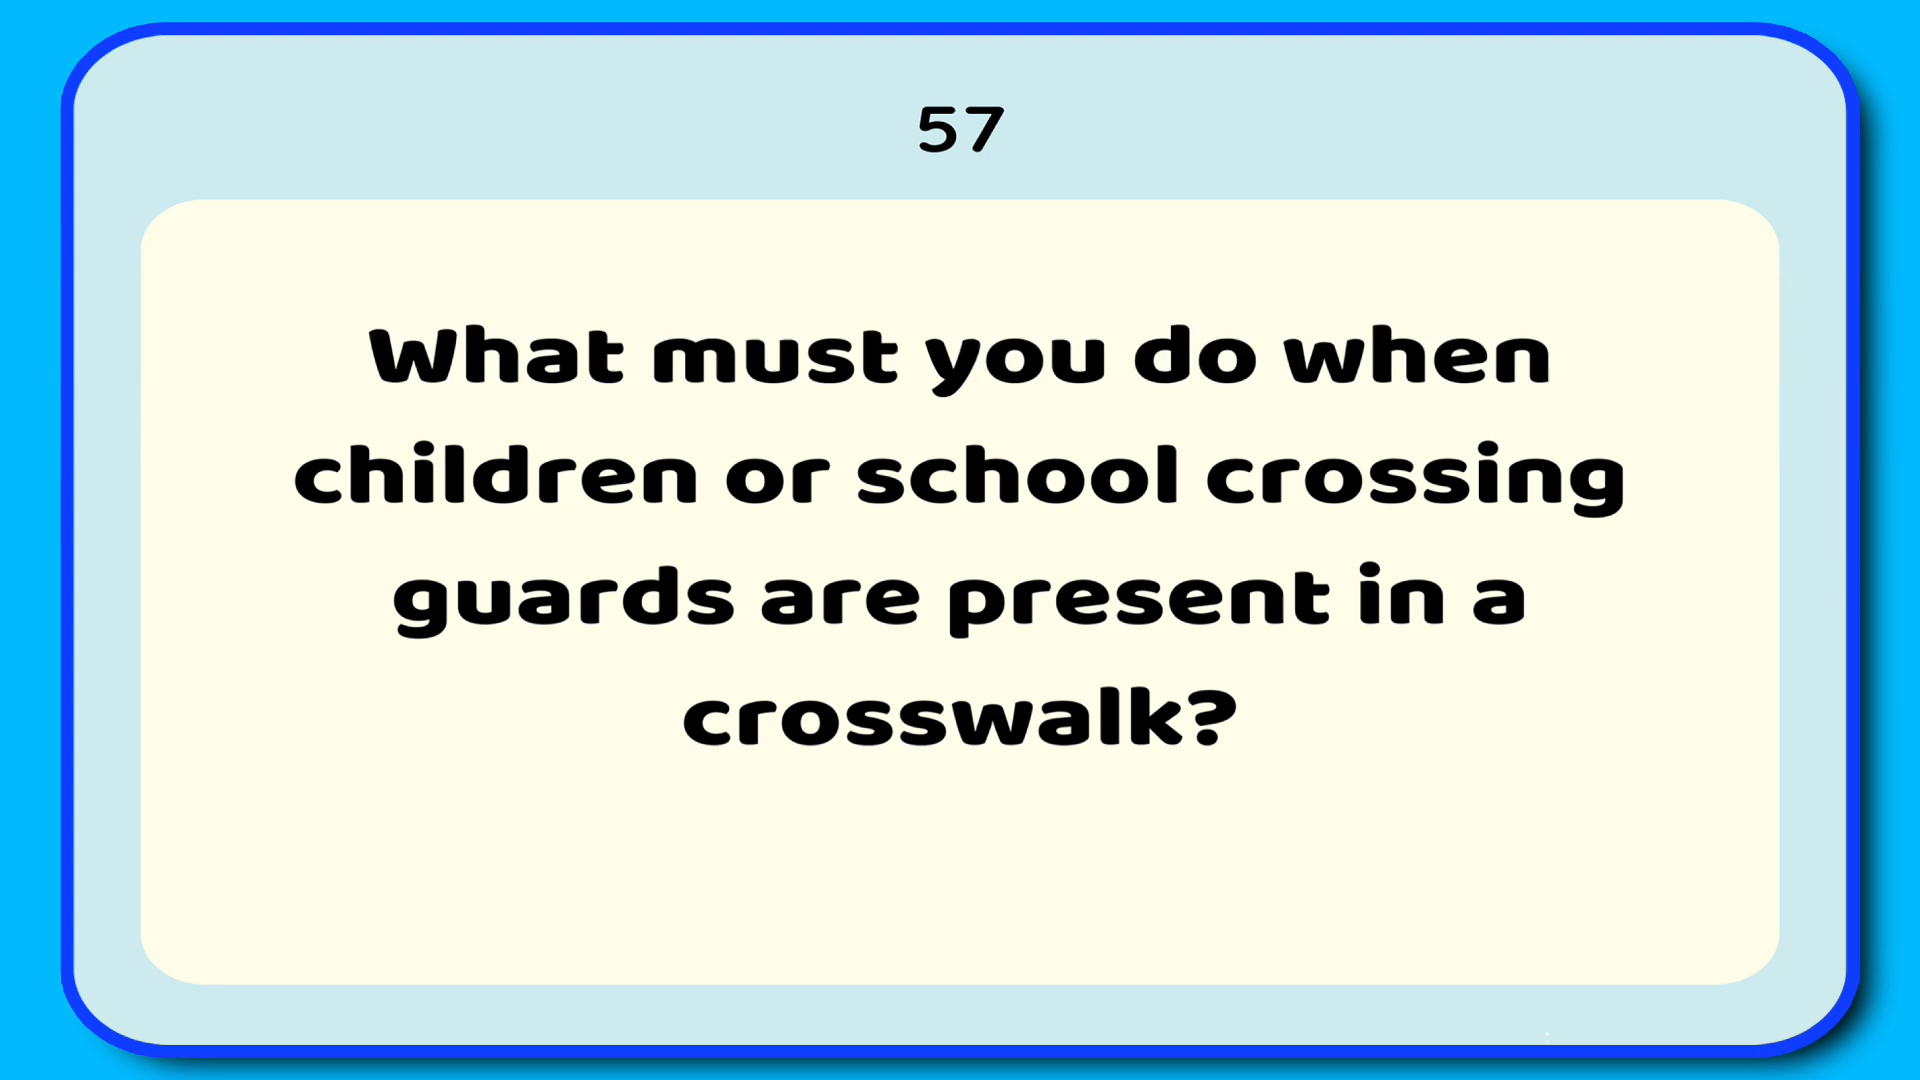 57
What must you do when
children or school crossing
guards are present in a
crosswalk?